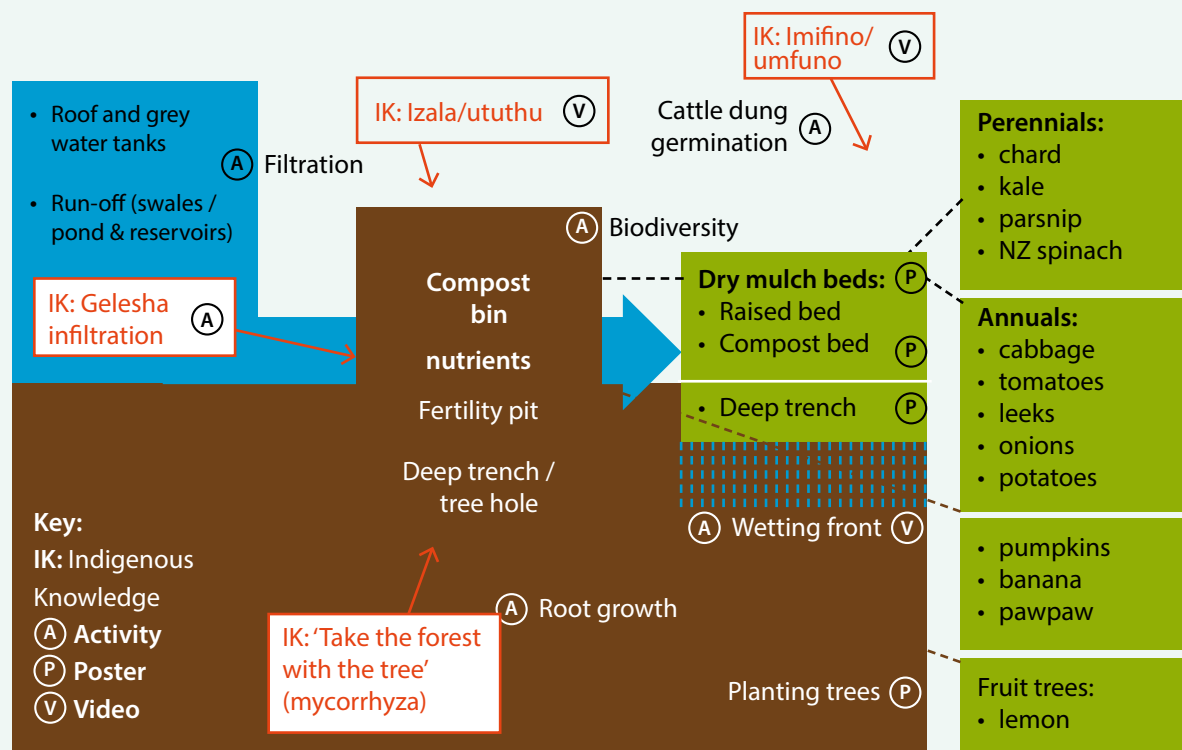 • Roof and grey
water tanks
• Run-off (swales /
pond & reservoirs)
Ⓐ Filtration
IK: Gelesha
infiltration Ⓐ
IK: Izala/ututhu Ⓥ
IK: Imifino/
umfuno Ⓥ
Cattle dung
germination Ⓐ
Ⓐ Biodiversity
Compost
bin
nutrients
Fertility pit
Deep trench /
tree hole
Dry mulch beds: Ⓟ
• Raised bed
• Compost bed Ⓟ
• Deep trench Ⓟ
Ⓐ Wetting front Ⓥ
Ⓐ Root growth
IK: ‘Take the forest
with the tree’
(mycorrhyza)
Planting trees Ⓟ
Key:
IK: Indigenous
Knowledge
Ⓐ Activity
Ⓟ Poster
Ⓥ Video
Perennials:
• chard
• kale
• parsnip
• NZ spinach
Annuals:
• cabbage
• tomatoes
• leeks
• onions
• potatoes
• pumpkins
• banana
• pawpaw
Fruit trees:
• lemon